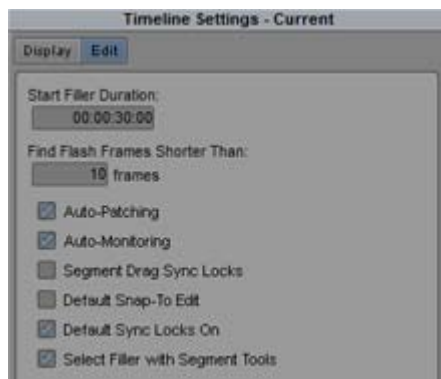 Timeline Settings - Current
Display Edit
Start Filler Duration:
00:00:30:00
Find Flash Frames Shorter Than:
10 frames
Auto-Patching
Auto-Monitoring
Segment Drag Sync Locks
Default Snap-To Edit
Default Sync Locks On
Select Filler with Segment Tools